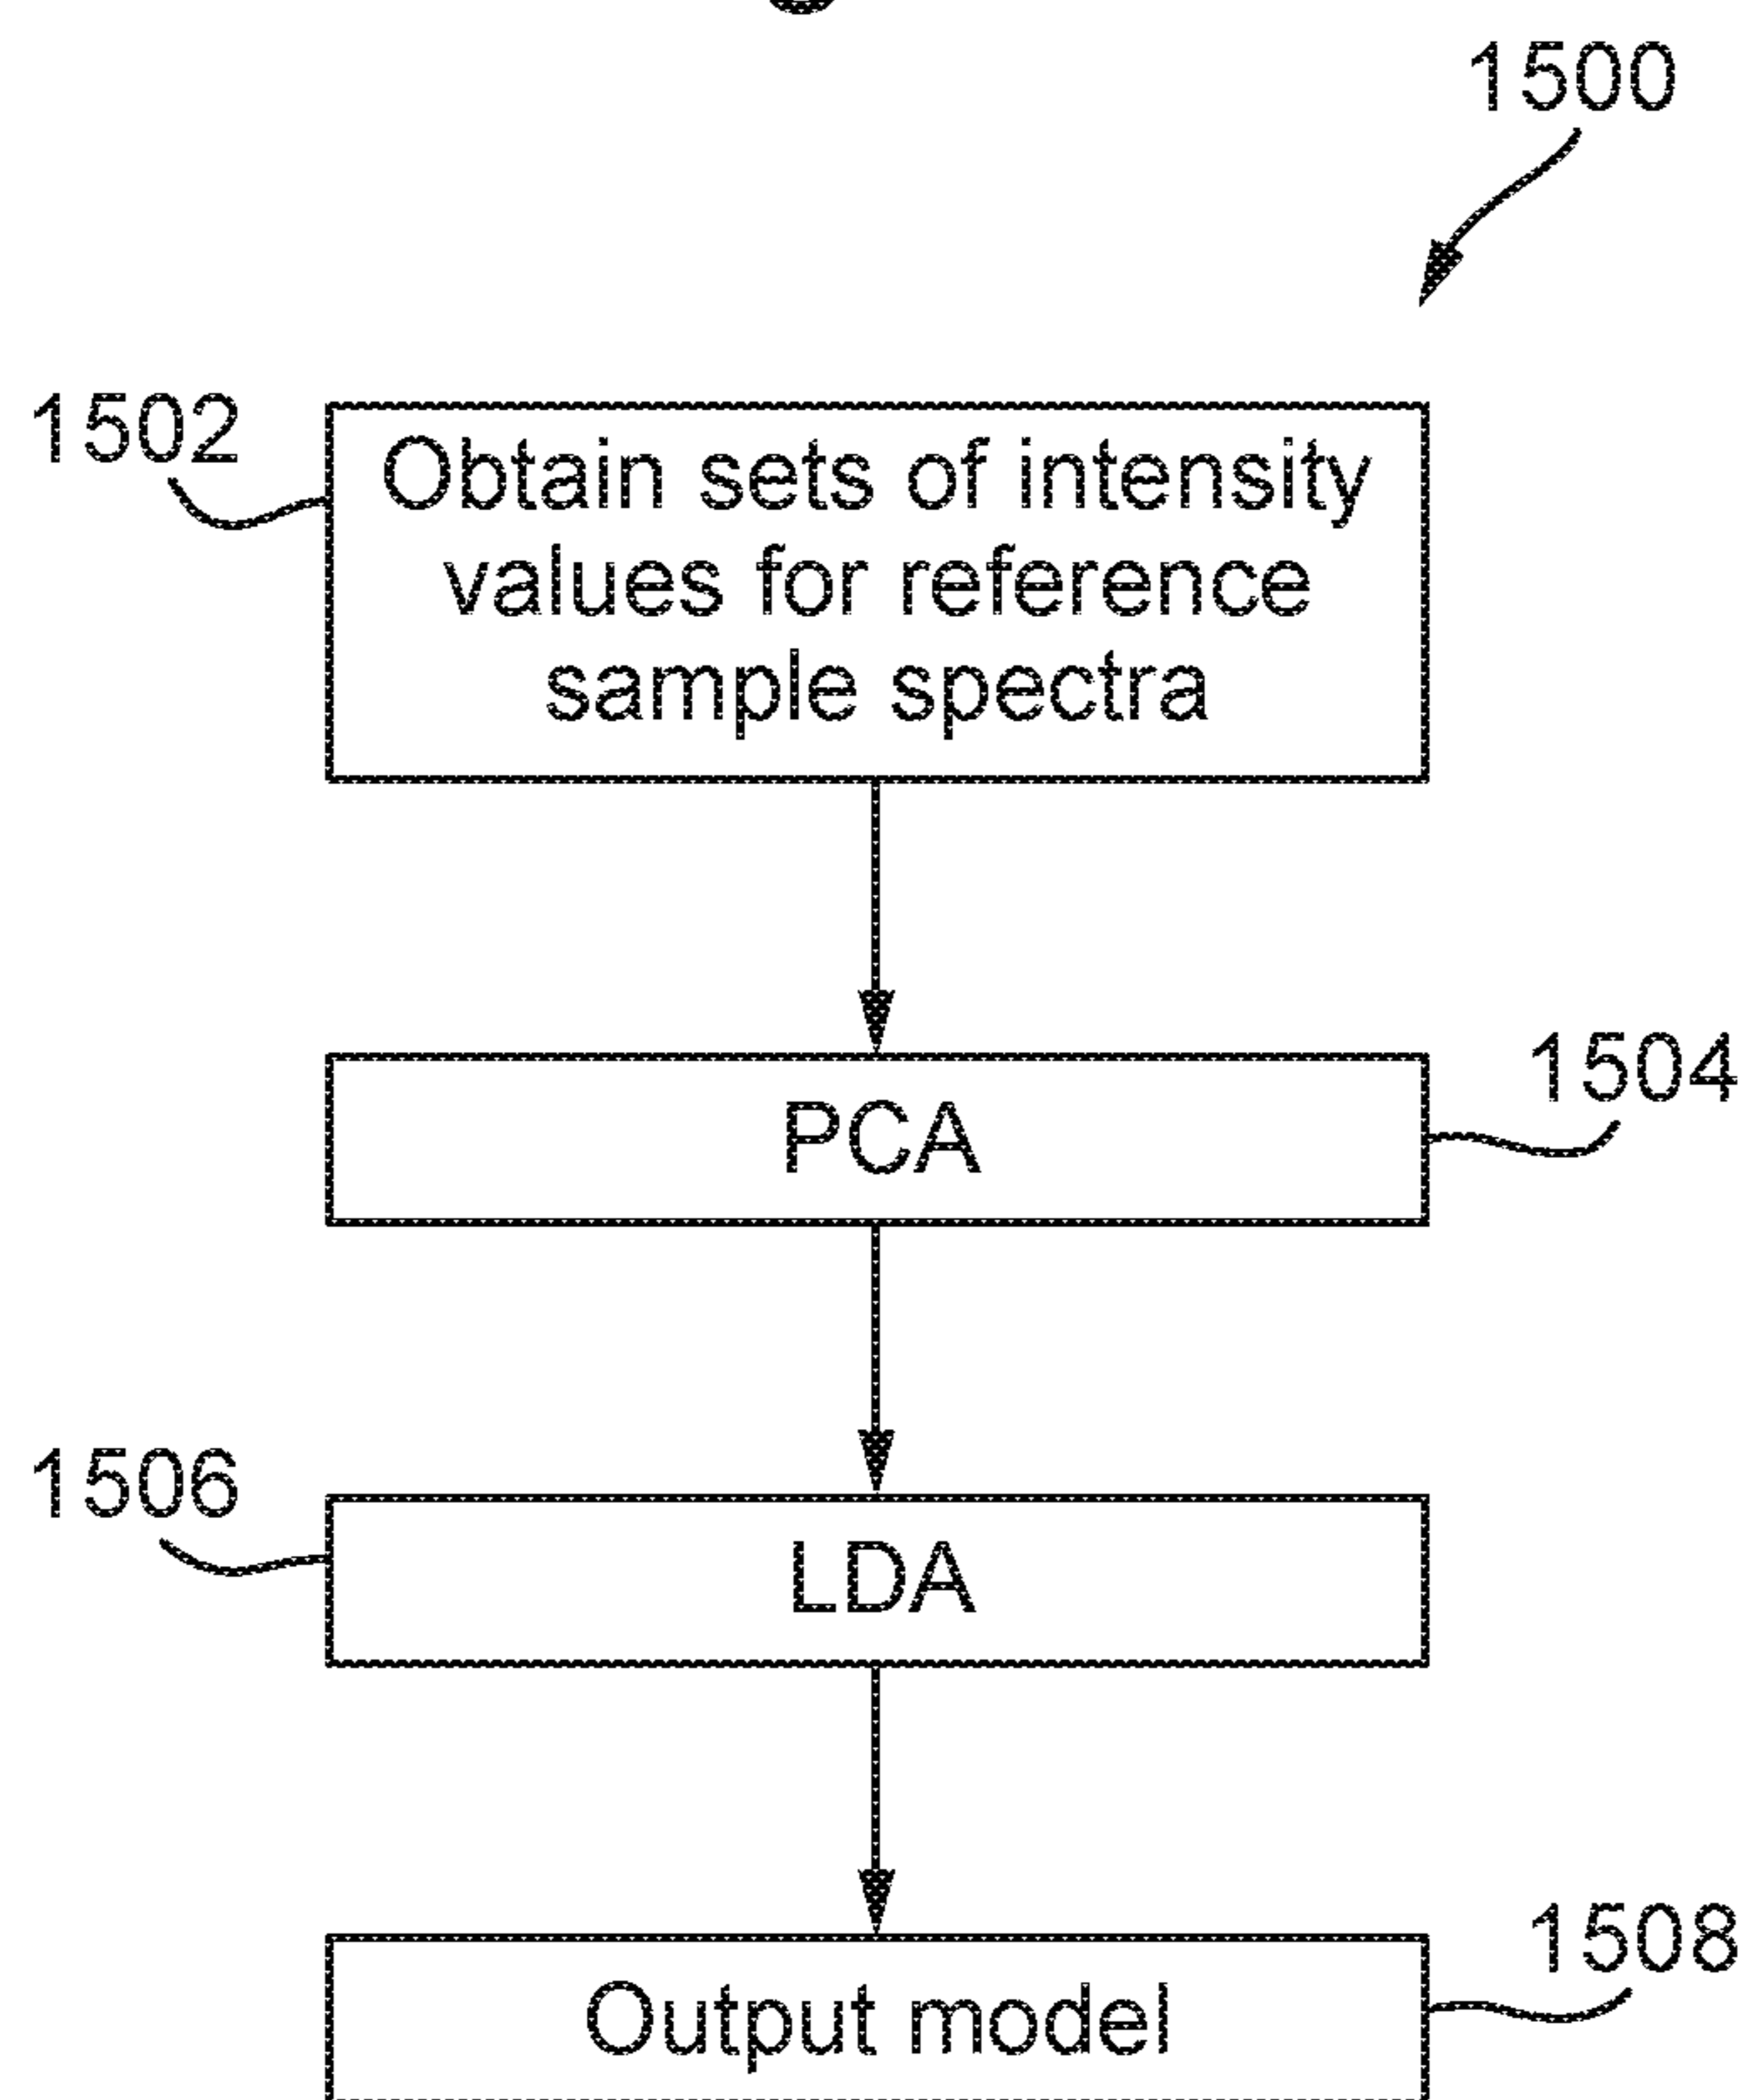 1500
1502
Obtain sets of intensity
values for reference
sample spectra
1504
PCA
1506
LDA
1508
Output model